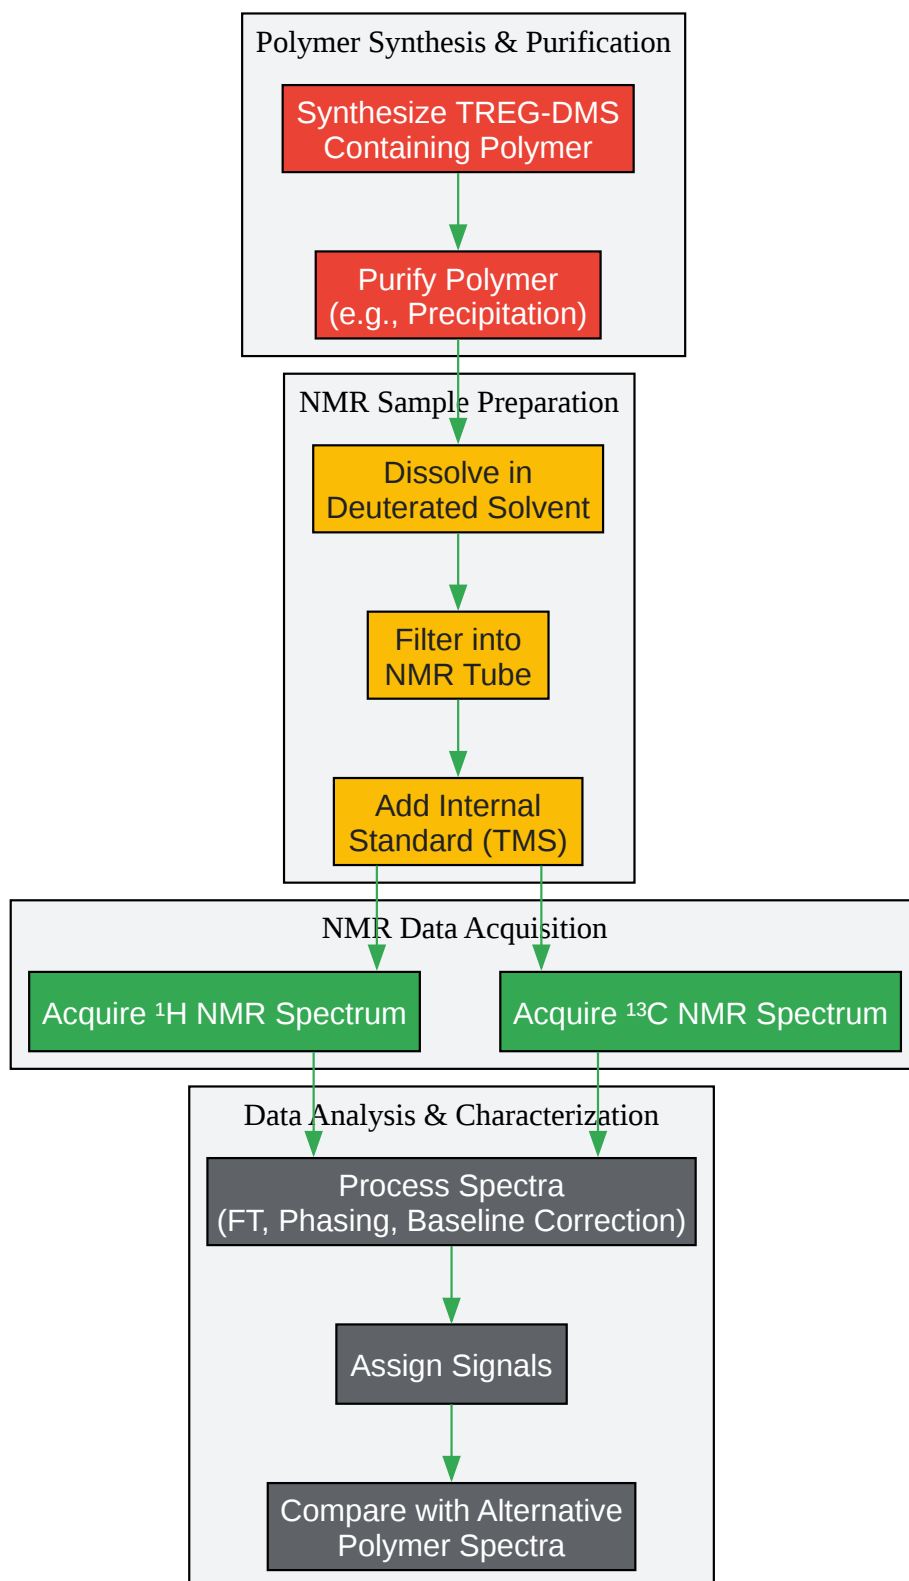 Polymer Synthesis & Purification
Synthesize TREG-DMS
Containing Polymer
Purify Polymer
(e.g., Precipitation)
NMR Sample Preparation
Dissolve in
Deuterated Solvent
Filter into
NMR Tube
Add Internal
Standard (TMS)
NMR Data Acquisition
Acquire ¹H NMR Spectrum
Acquire ¹³C NMR Spectrum
Data Analysis & Characterization
Process Spectra
(FT, Phasing, Baseline Correction)
Assign Signals
Compare with Alternative
Polymer Spectra